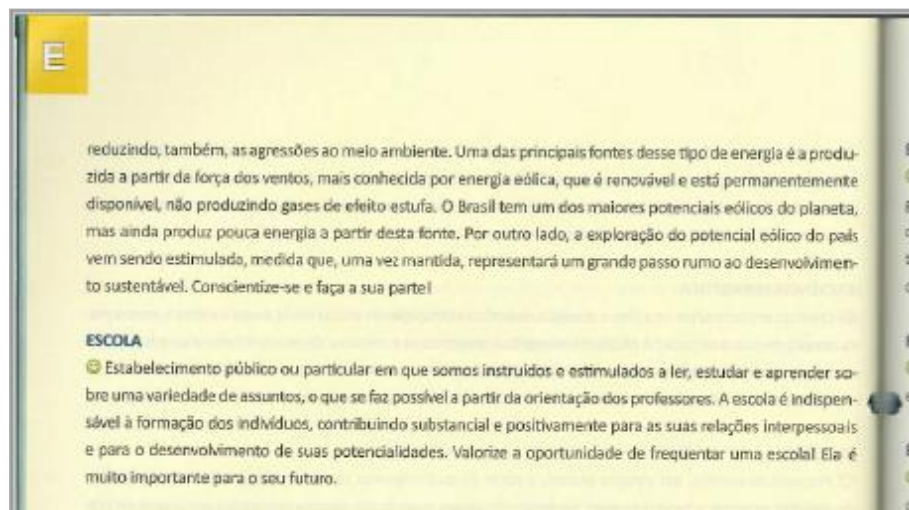 E
reduzindo, também, as agressões ao meio ambiente. Uma das principais fontes desse tipo de energia é a produ-
zida a partir da força dos ventos, mais conhecida por energia eólica, que é renovável e está permanentemente
disponível, não produzindo gases de efeito estufa. O Brasil tem um dos maiores potenciais eólicos do planeta,
mas ainda produz pouca energia a partir desta fonte. Por outro lado, a exploração do potencial eólico do país
vem sendo estimulada, medida que, uma vez mantida, representará um grande passo rumo ao desenvolvimen-
to sustentável. Conscientize-se e faça a sua parte!
ESCOLA
Estabelecimento público ou particular em que somos instruídos e estimulados a ler, estudar e aprender so-
bre uma variedade de assuntos, o que se faz possível a partir da orientação dos professores. A escola é indispen-
sável à formação dos indivíduos, contribuindo substancial e positivamente para as suas relações interpessoais
e para o desenvolvimento de suas potencialidades. Valorize a oportunidade de frequentar uma escola! Ela é
muito importante para o seu futuro.